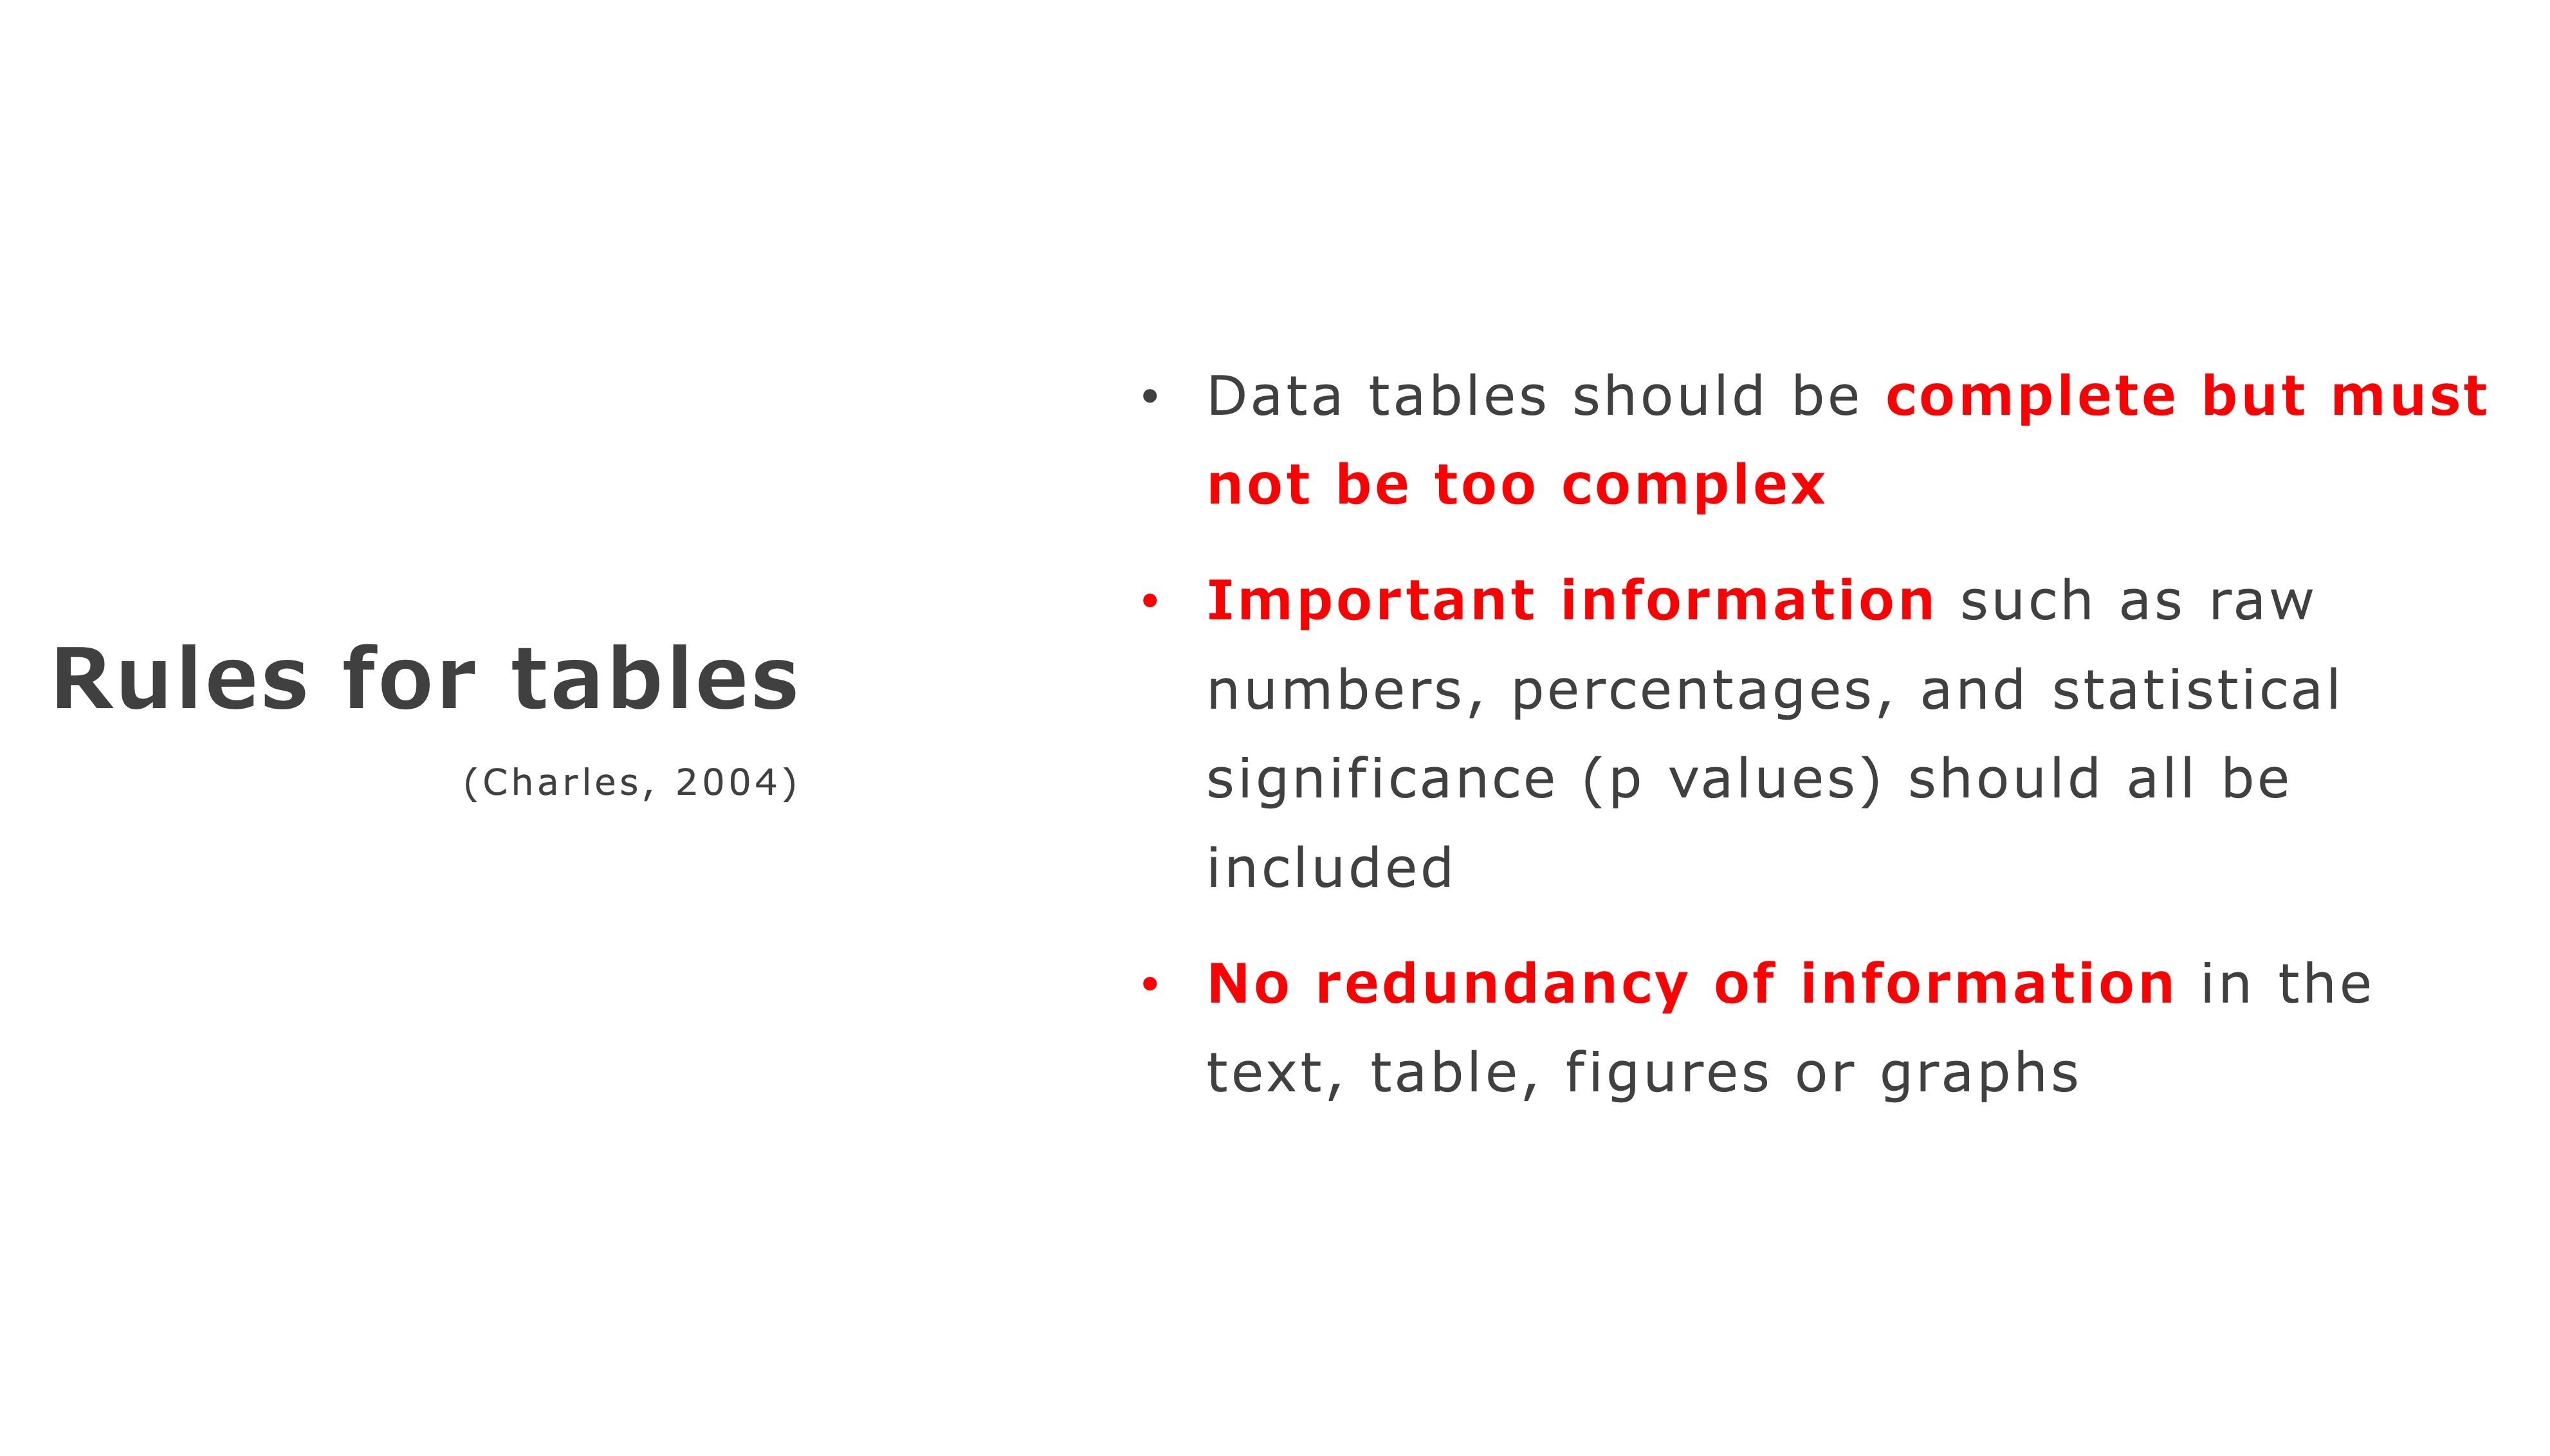 Rules for tables
(Charles, 2004)
• Data tables should be complete but must
not be too complex
• Important information such as raw
numbers, percentages, and statistical
significance (p values) should all be
included
• No redundancy of information in the
text, table, figures or graphs